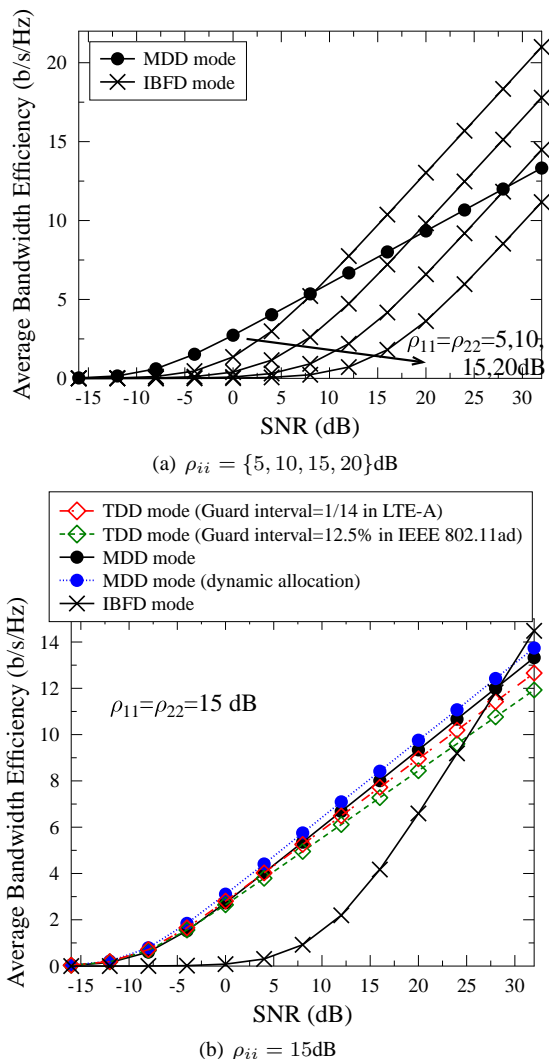 MDD mode
IBFD mode
Average Bandwidth Efficiency (b/s/Hz)
20
15
10
5
0
ρ11=ρ22=5,10,
15,20dB
-15 -10 -5 0 5 10 15 20 25 30
SNR (dB)
(a) ρii = {5, 10, 15, 20}dB
TDD mode (Guard interval=1/14 in LTE-A)
TDD mode (Guard interval=12.5% in IEEE 802.11ad)
MDD mode
MDD mode (dynamic allocation)
IBFD mode
Average Bandwidth Efficiency (b/s/Hz)
14
12
10
8
6
4
2
0
ρ11=ρ22=15 dB
-15 -10 -5 0 5 10 15 20 25 30
SNR (dB)
(b) ρii = 15dB